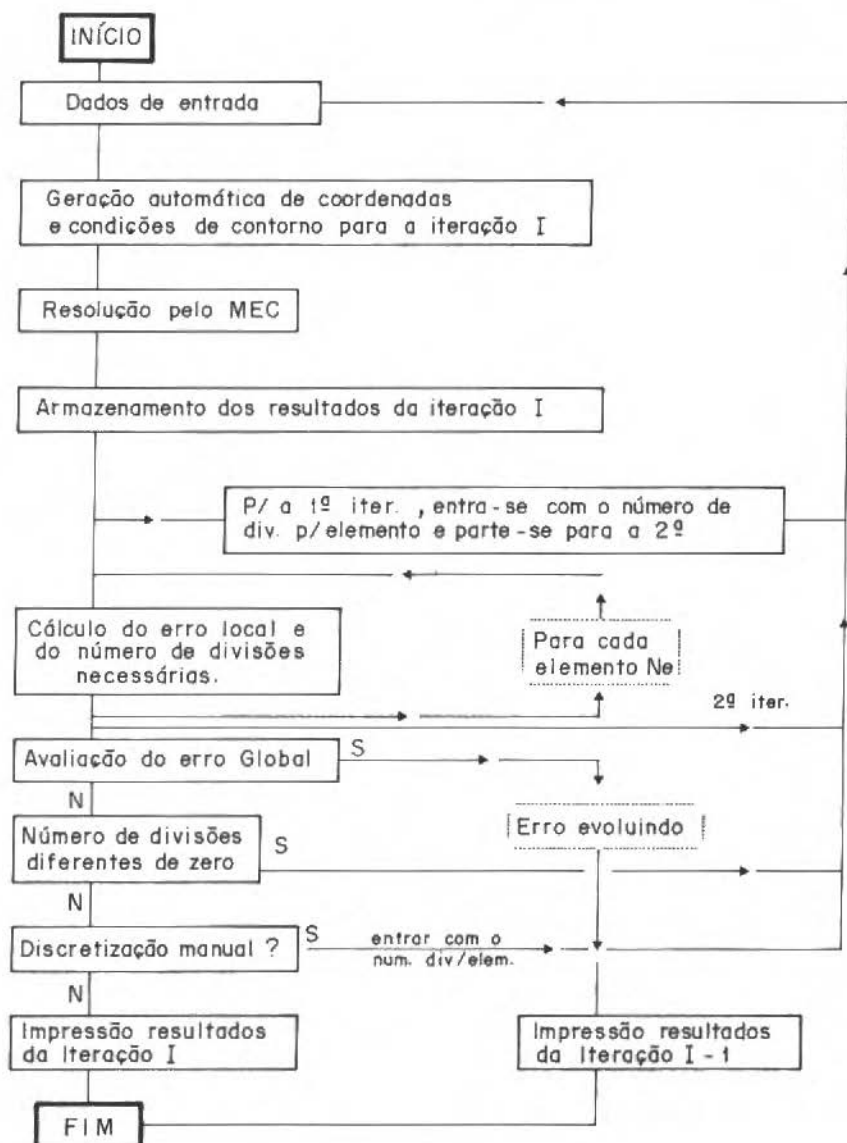 INÍCIO
Dados de entrada
Geração automática de coordenadas
e condições de contorno para a iteração I
Resolução pelo MEC
Armazenamento dos resultados da iteração I
P/ a 1ª iter. , entra-se com o número de
div. p/elemento e parte-se para a 2ª
Cálculo do erro local e
do número de divisões
necessárias.
Para cada
elemento Ne
2ª iter.
Avaliação do erro Global
S
N
Erro evoluindo
Número de divisões
diferentes de zero
S
N
Discretização manual ?
S
entrar com o
num. div/elem.
N
Impressão resultados
da Iteração I
Impressão resultados
da Iteração I - 1
FIM